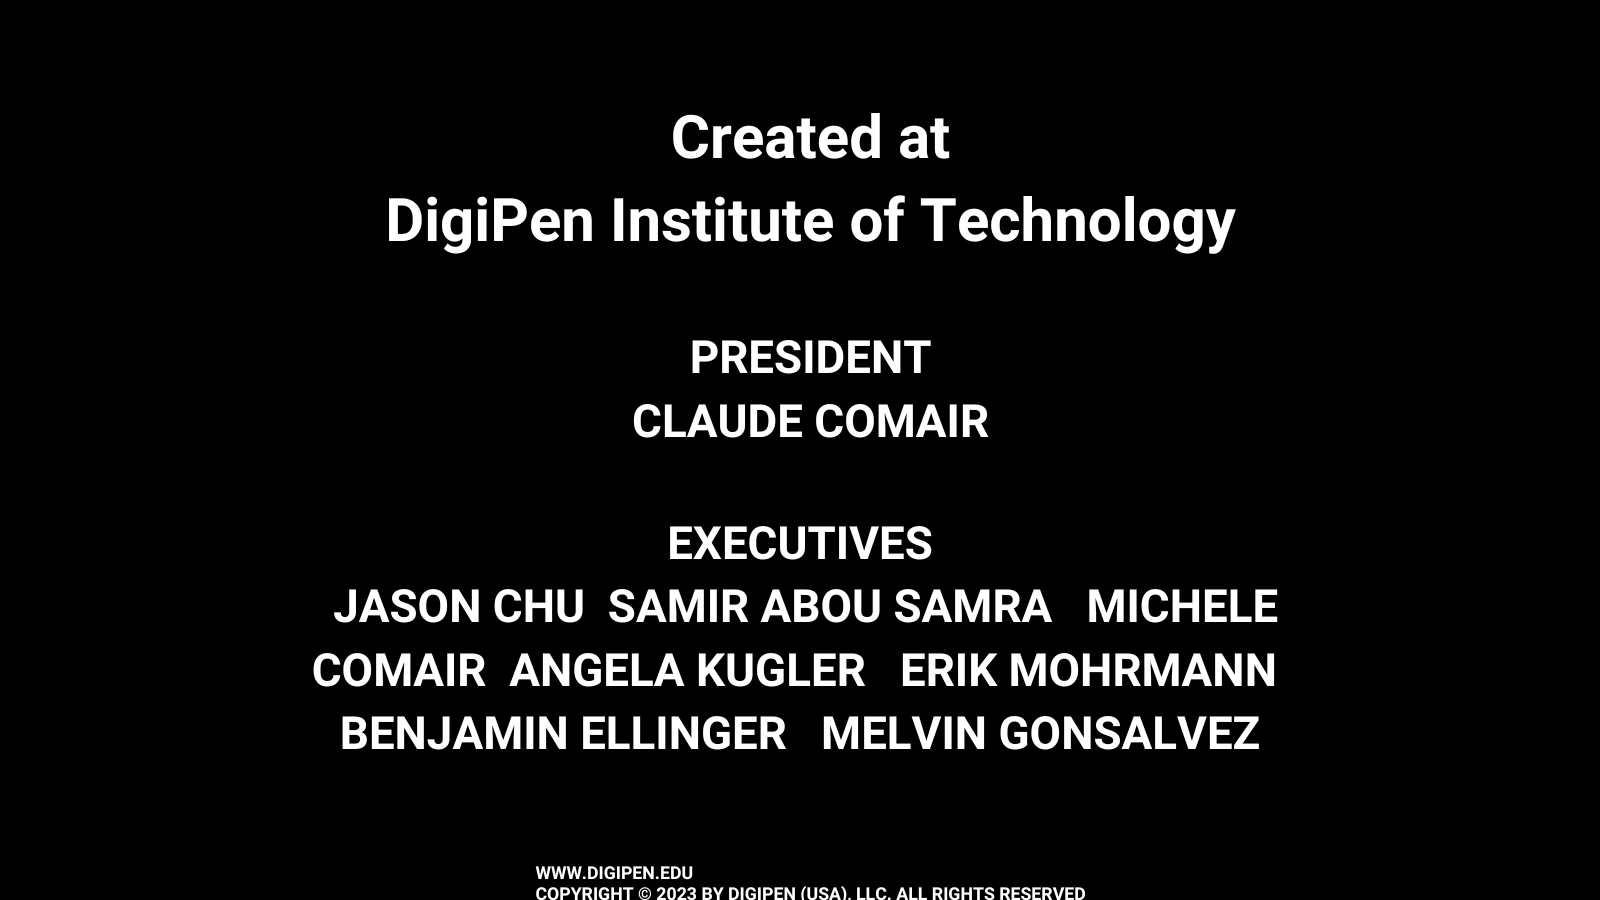 Created at
DigiPen Institute of Technology
PRESIDENT
CLAUDE COMAIR
EXECUTIVES
JASON CHU  SAMIR ABOU SAMRA   MICHELE
COMAIR  ANGELA KUGLER   ERIK MOHRMANN
BENJAMIN ELLINGER   MELVIN GONSALVEZ
WWW.DIGIPEN.EDU
COPYRIGHT © 2023 BY DIGIPEN (USA), LLC. ALL RIGHTS RESERVED